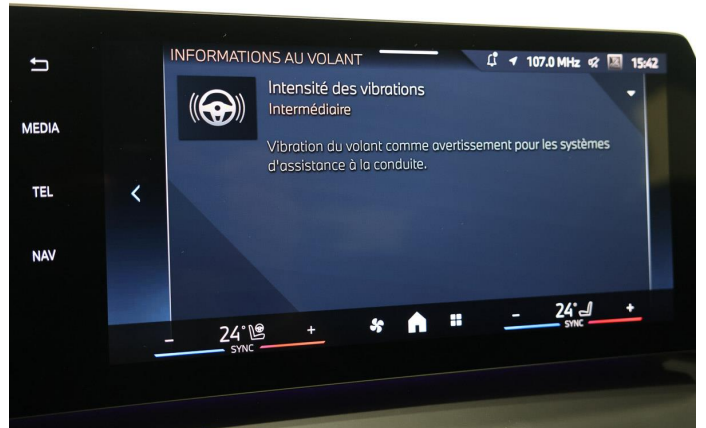 INFORMATIONS AU VOLANT
107.0 MHz
15:42
MEDIA
TEL
NAV
Intensité des vibrations
Intermédiaire
Vibration du volant comme avertissement pour les systèmes
d'assistance à la conduite.
- 24° +
SYNC
- 24° +
SYNC